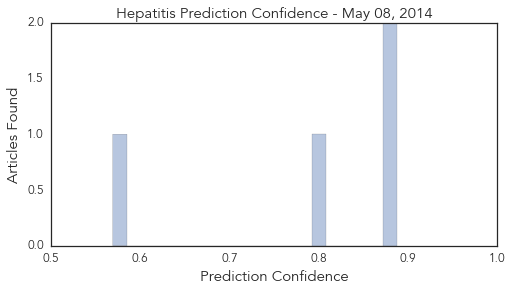 Hepatitis Prediction Confidence - May 08, 2014
2.0
1.5
1.0
0.5
0.0
Articles Found
0.5 0.6 0.7 0.8 0.9 1.0
Prediction Confidence